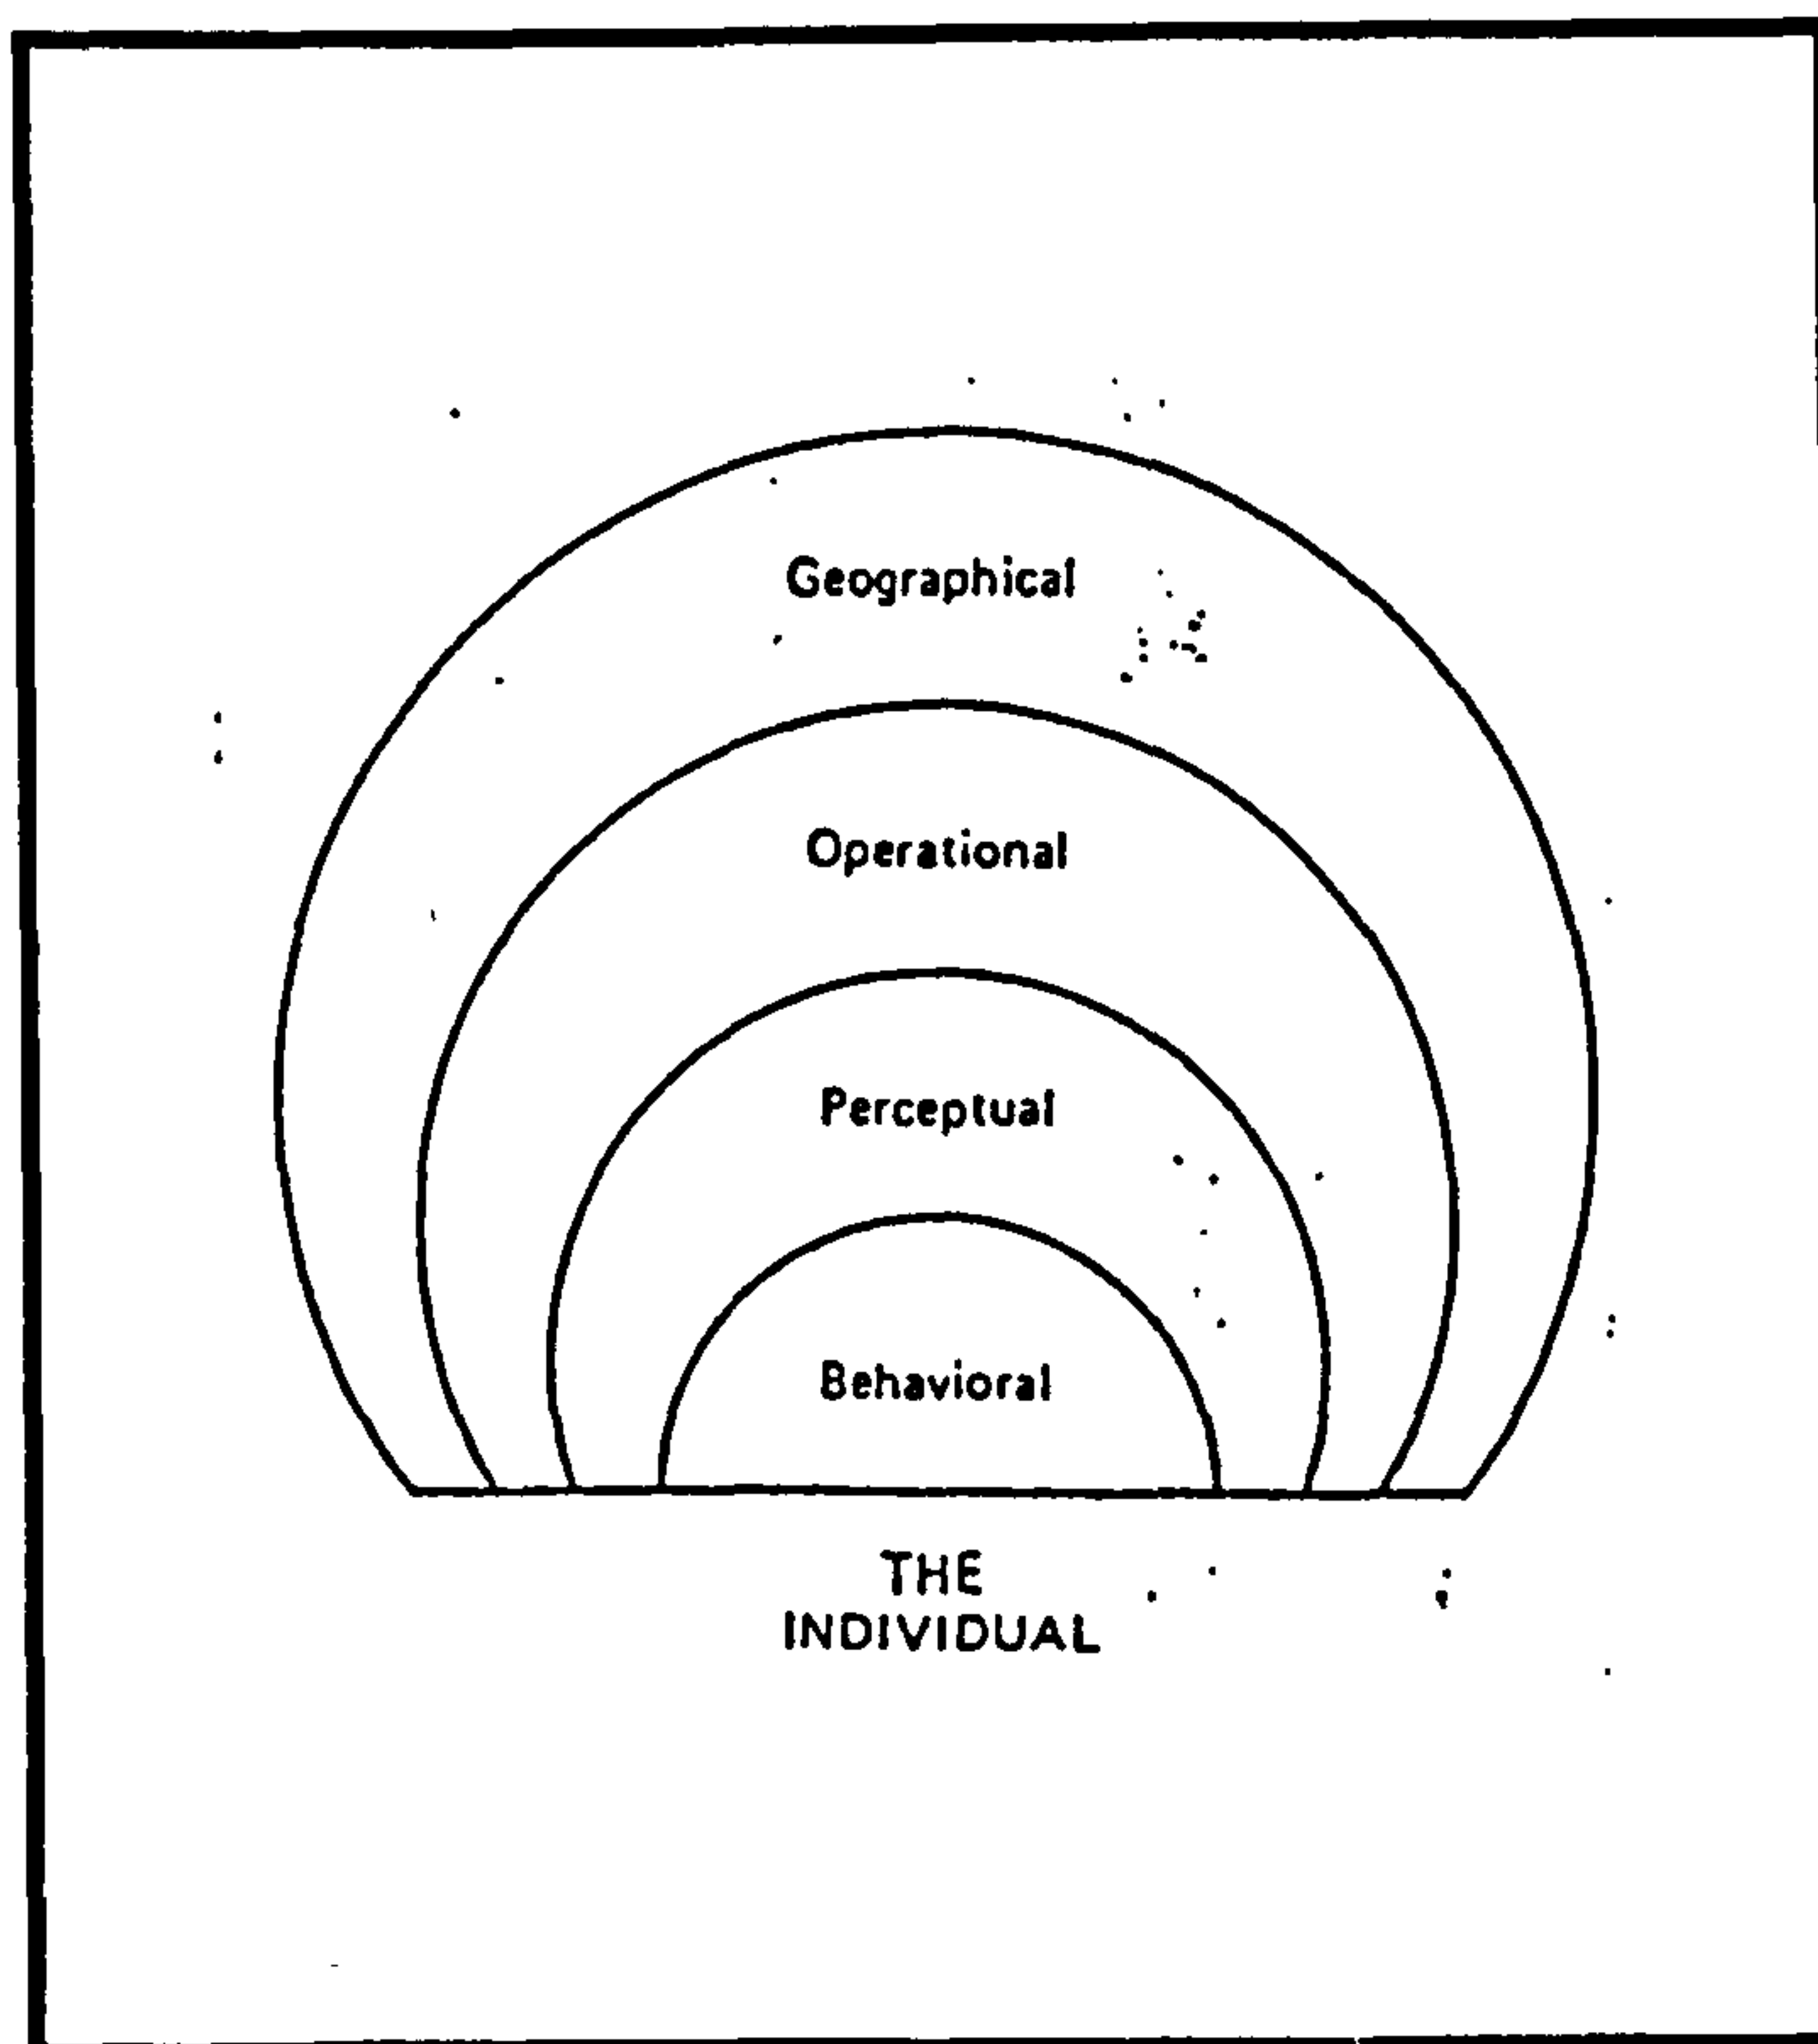 Geographical
Operational
Perceptual
Behavioral
THE
INDIVIDUAL